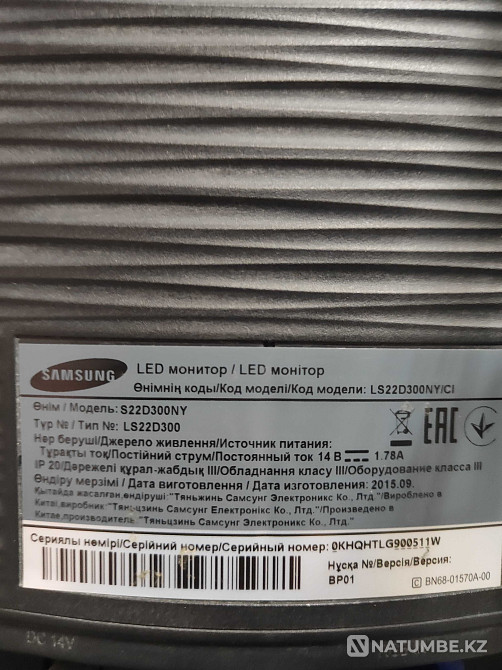 SAMSUNG
LED монитор / LED монітор
Өнімнің коды/Код моделі/Код модели: LS22D300NY/CI
Өнім / Модель: S22D300NY
Түр № / Тип №: LS22D300
Нәр беруші/Джерело живлення/Источник питания:
Тұрақты ток/Постійний струм/Постоянный ток 14 В 1.78A
IP 20/Дәрежелі құрал-жабдық III/Обладнання класу III/Оборудование класса III
Өндіру мерзімі / Дата виготовлення / Дата изготовления: 2015.09.
Қытайда жасалған,өндіруші:"Тяньжинь Самсунг Электроникс Ко., Лтд."/Вироблено в
Китаї,виробник "Тяньцзин Самсунг Електронікс Ко., Лтд."/Произведено в
Китае,производитель "Тяньцзинь Самсунг Электроникс Ко., Лтд."
EAC
Сериялы нөмірі/Серійний номер/Серийный номер: 0KHQHTLG900511W
Нұсқа №/Версія/Версия:
BP01
C BN68-01570A-00
DC 14V
NATUMBE.KZ